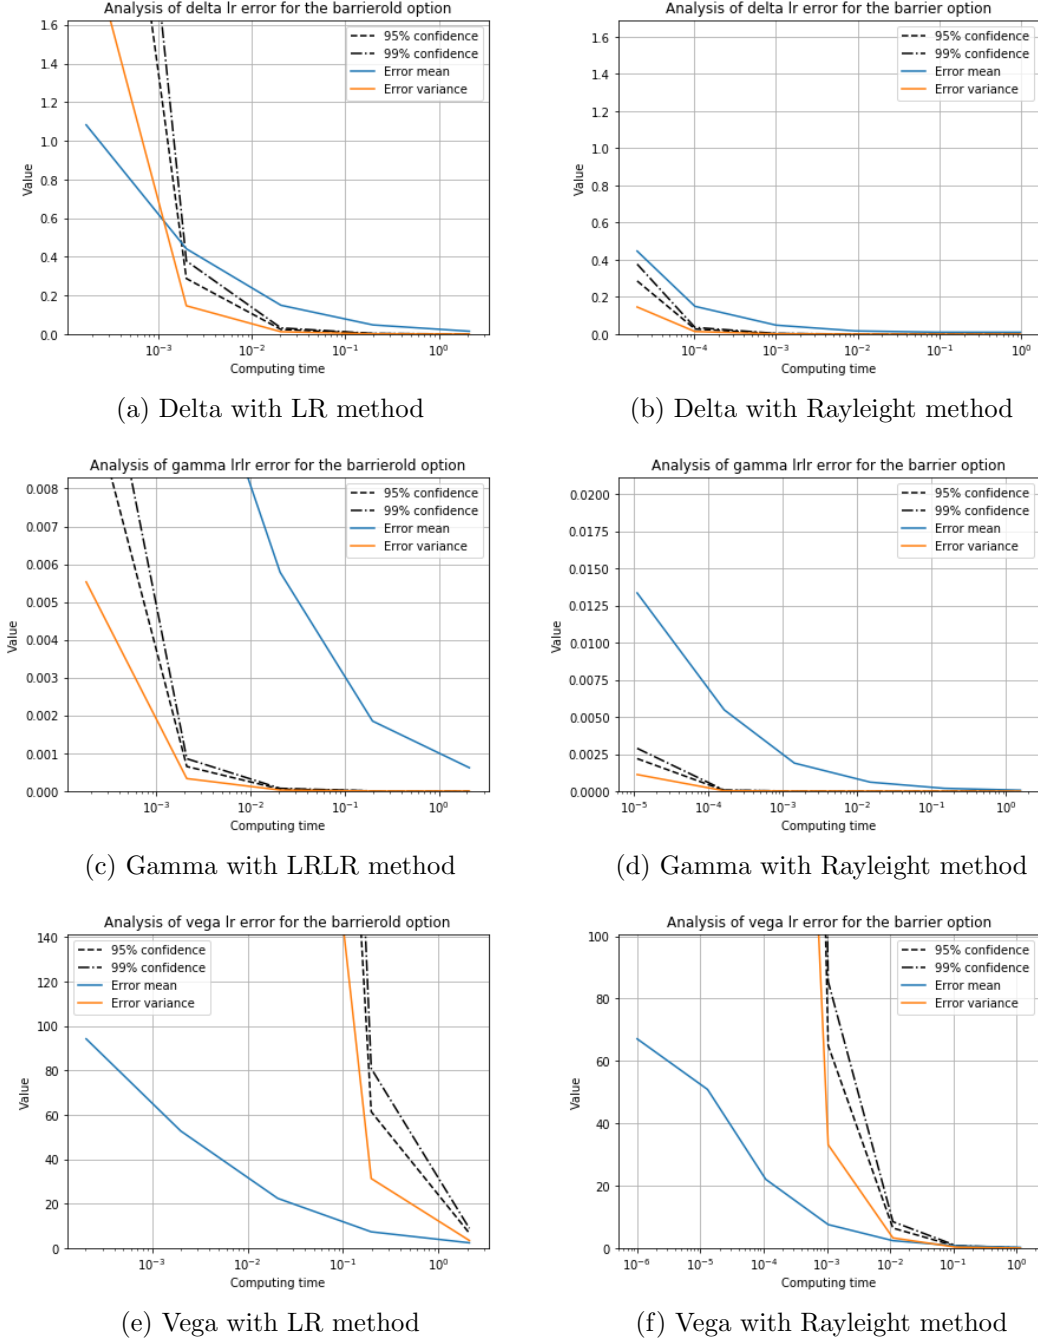 Analysis of delta lr error for the barrierold option
1.6
1.4
1.2
1.0
0.8
0.6
0.4
0.2
0.0
Value
95% confidence
99% confidence
Error mean
Error variance
10⁻³
10⁻²
10⁻¹
10⁰
Computing time
(a) Delta with LR method
Analysis of delta lr error for the barrier option
1.6
1.4
1.2
1.0
0.8
0.6
0.4
0.2
0.0
Value
95% confidence
99% confidence
Error mean
Error variance
10⁻⁴
10⁻³
10⁻²
10⁻¹
10⁰
Computing time
(b) Delta with Rayleight method
Analysis of gamma lrlr error for the barrierold option
0.008
0.007
0.006
0.005
0.004
0.003
0.002
0.001
0.000
Value
95% confidence
99% confidence
Error mean
Error variance
10⁻³
10⁻²
10⁻¹
10⁰
Computing time
(c) Gamma with LRLR method
Analysis of gamma lrlr error for the barrier option
0.0200
0.0175
0.0150
0.0125
0.0100
0.0075
0.0050
0.0025
0.0000
Value
95% confidence
99% confidence
Error mean
Error variance
10⁻⁵
10⁻⁴
10⁻³
10⁻²
10⁻¹
10⁰
Computing time
(d) Gamma with Rayleight method
Analysis of vega lr error for the barrierold option
140
120
100
80
60
40
20
0
Value
95% confidence
99% confidence
Error mean
Error variance
10⁻³
10⁻²
10⁻¹
10⁰
Computing time
(e) Vega with LR method
Analysis of vega lr error for the barrier option
100
80
60
40
20
0
Value
95% confidence
99% confidence
Error mean
Error variance
10⁻⁶
10⁻⁵
10⁻⁴
10⁻³
10⁻²
10⁻¹
10⁰
Computing time
(f) Vega with Rayleight method